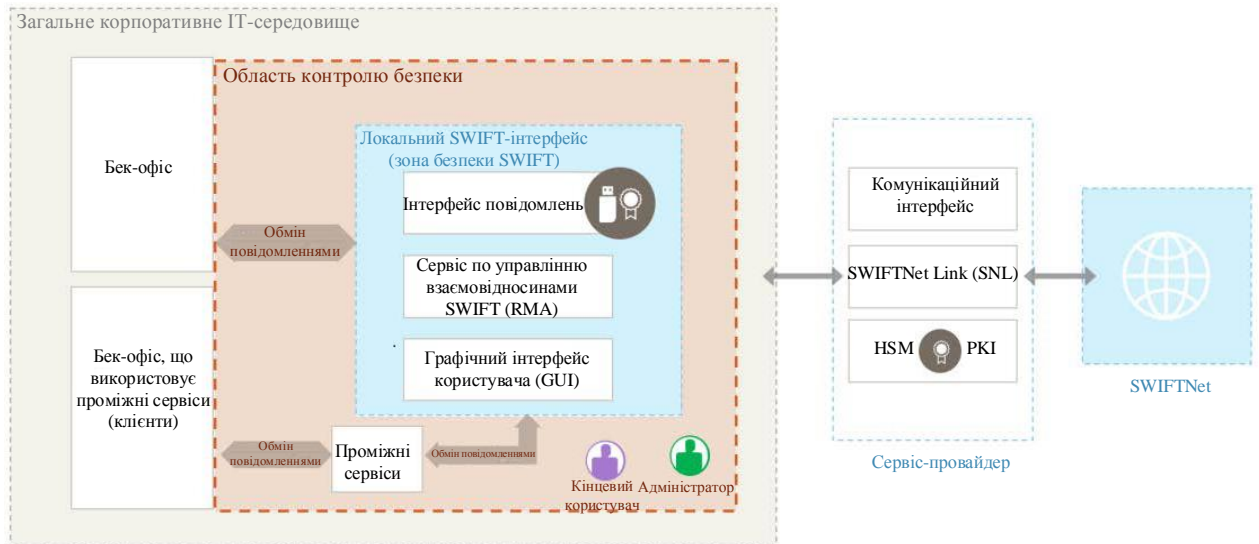 Загальне корпоративне ІТ-середовище
Область контролю безпеки
Бек-офіс
Обмін
повідомленнями
Локальний SWIFT-інтерфейс
(зона безпеки SWIFT)
Інтерфейс повідомлень
Сервіс по управлінню
взаємовідносинами
SWIFT (RMA)
Графічний інтерфейс
користувача (GUI)
Бек-офіс, що
використовує
проміжні сервіси
(клієнти)
Обмін
повідомленнями
Проміжні
сервіси
Обмін повідомленнями
Кінцевий
користувач
Адміністратор
Комунікаційний
інтерфейс
SWIFTNet Link (SNL)
HSM PKI
Сервіс-провайдер
SWIFTNet